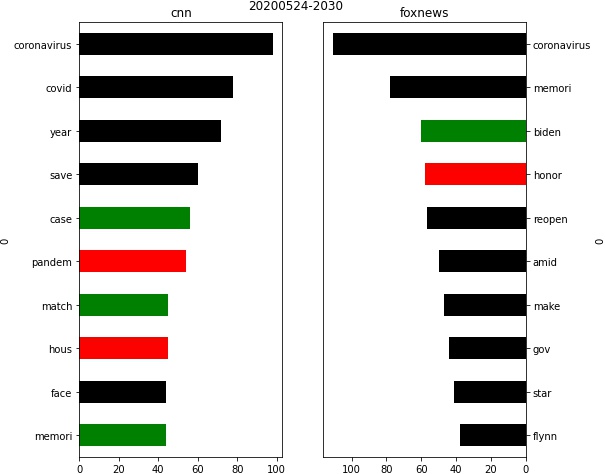 20200524-2030
cnn
foxnews
coronavirus
covid
year
save
case
pandem
match
hous
face
memori
0
0 20 40 60 80 100
coronavirus
memori
biden
honor
reopen
amid
make
gov
star
flynn
0
100 80 60 40 20 0